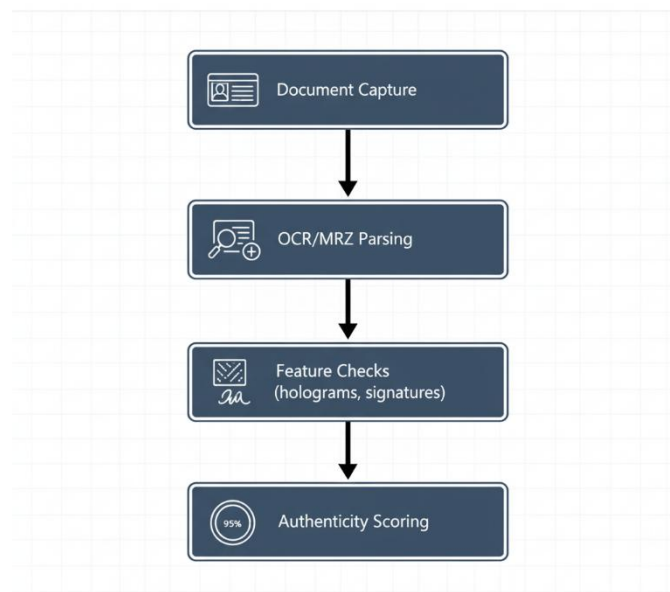 Document Capture
OCR/MRZ Parsing
Feature Checks
(holograms, signatures)
95%
Authenticity Scoring